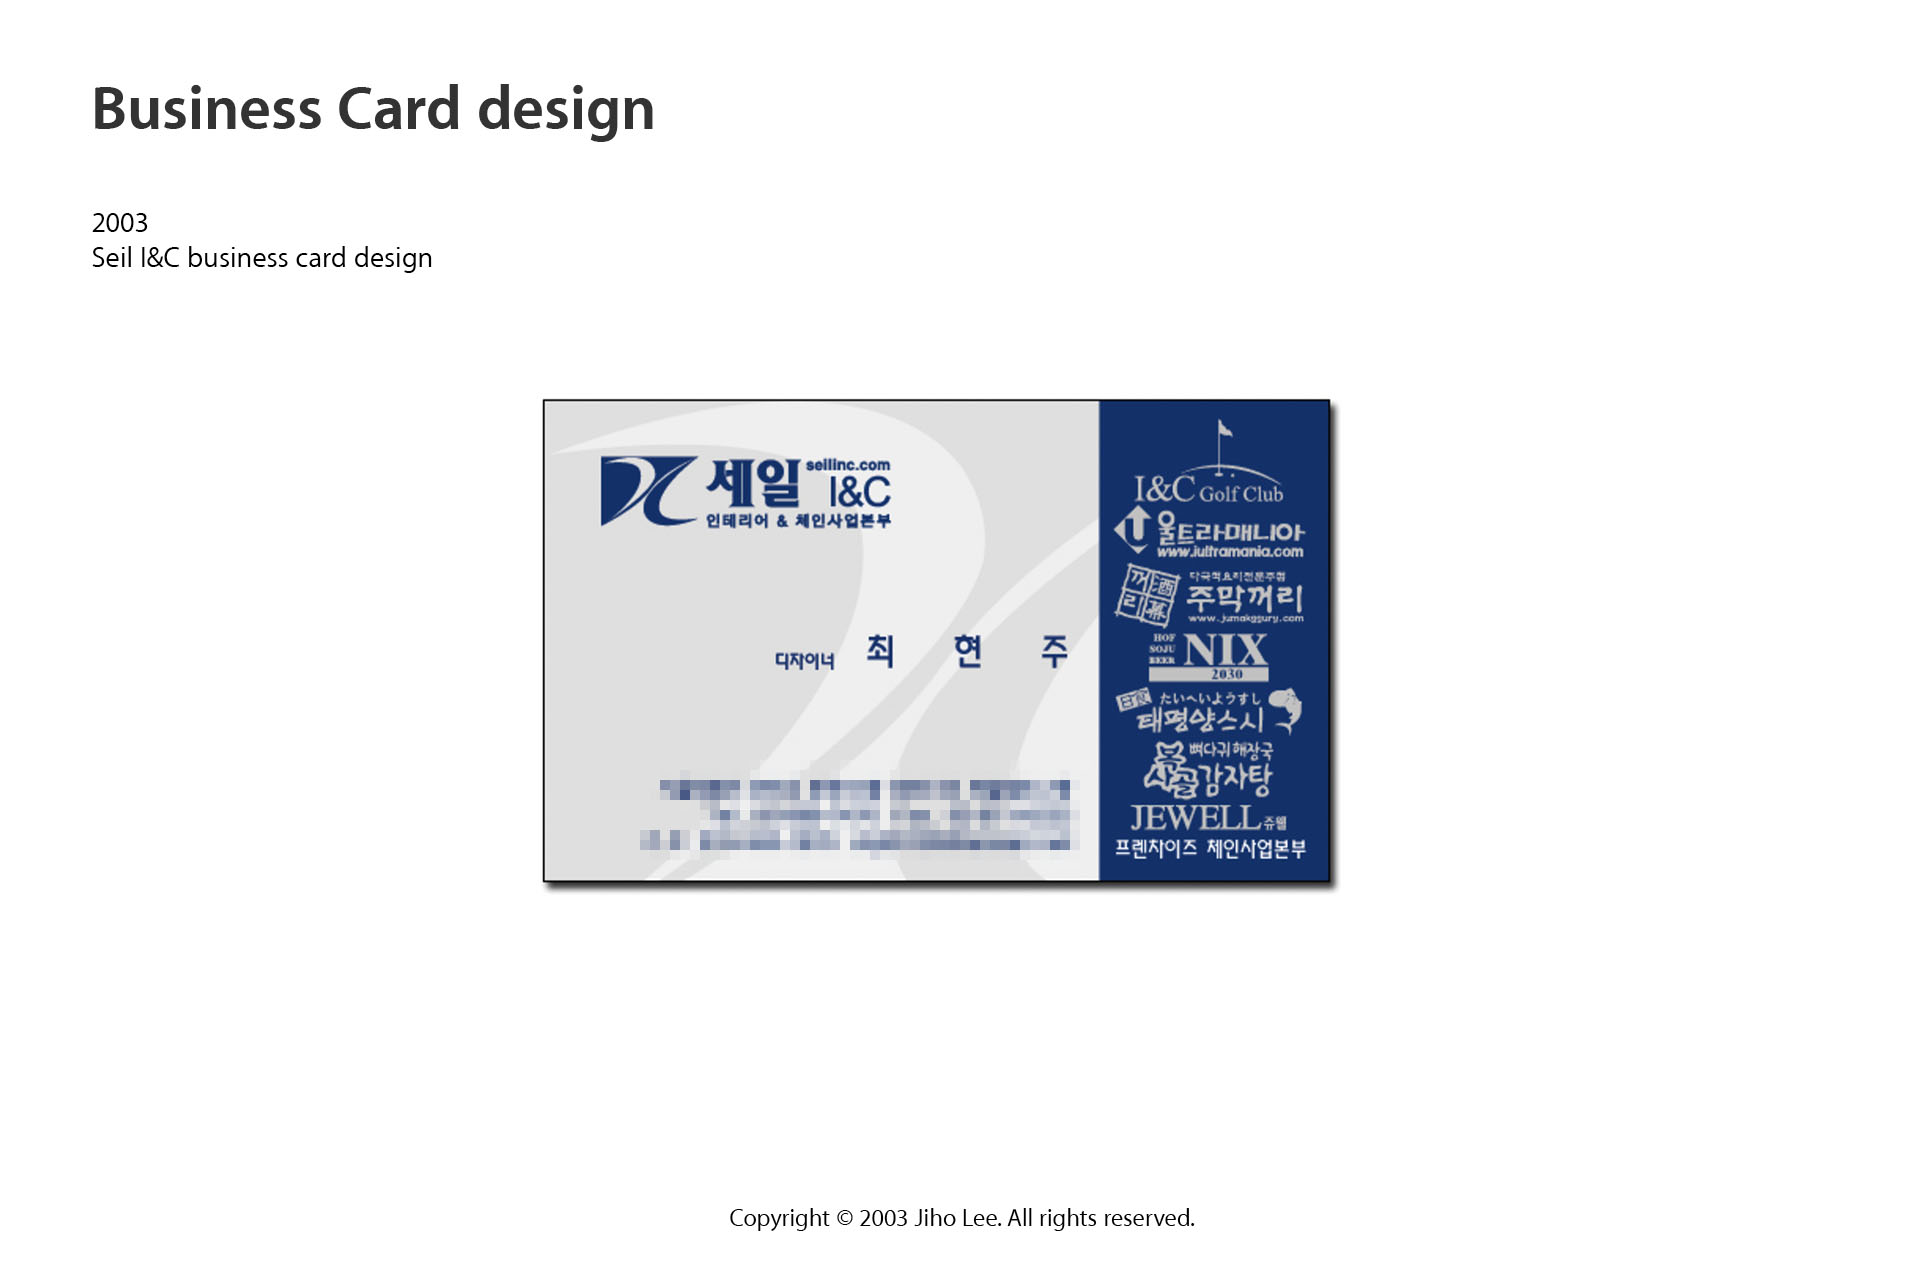 Business Card design
2003
Seil I&C business card design
세일 I&C
seilinc.com
인테리어 & 체인사업본부
디자이너 최 현 주
I&C Golf Club
울트라매니아
www.iultramania.com
꺼 酒
리 幕
다국적요리전문주점
주막꺼리
www.jumakggury.com
HOF
SOJU
BEER
NIX
2030
たいへいようすし
태평양스시
뼈다귀해장국
감자탕
JEWELL 쥬웰
프렌차이즈 체인사업본부
Copyright © 2003 Jiho Lee. All rights reserved.